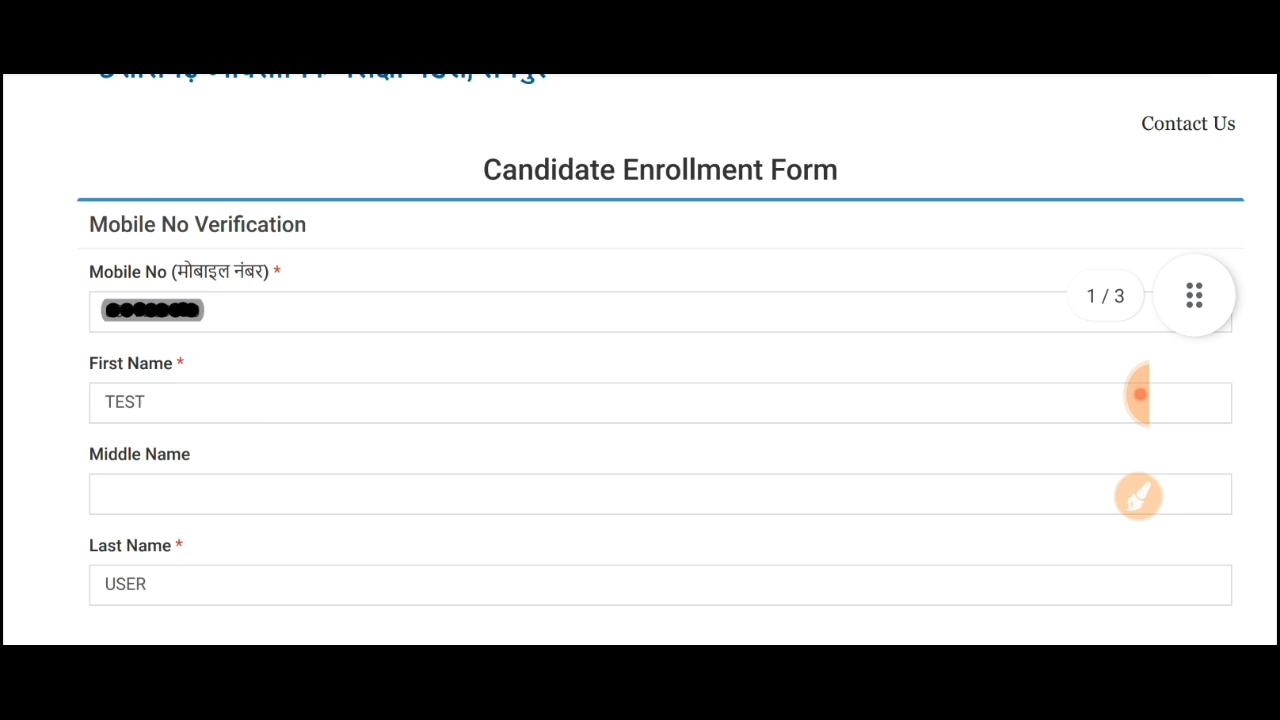 Contact Us
Candidate Enrollment Form
Mobile No Verification
Mobile No (मोबाइल नंबर) *
1 / 3
First Name *
TEST
Middle Name
Last Name *
USER